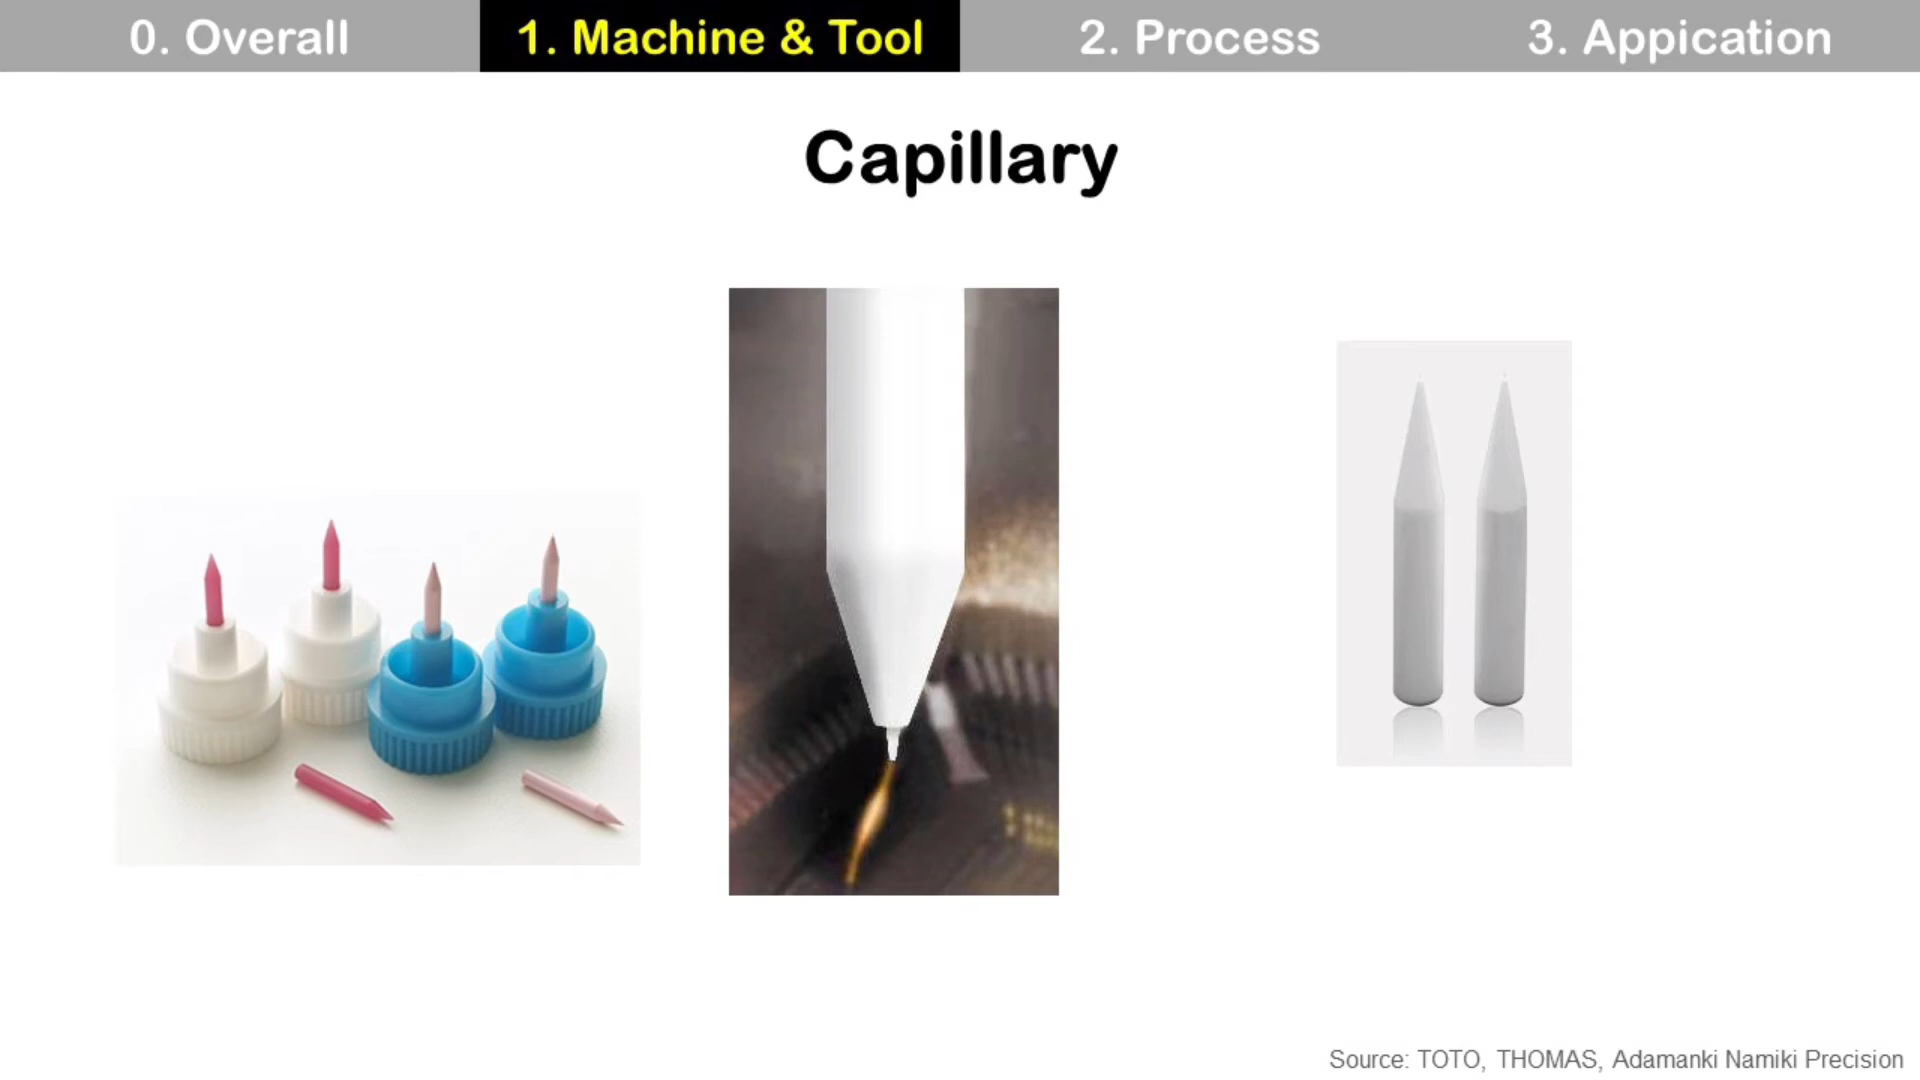 0. Overall
1. Machine & Tool
2. Process
3. Appication
Capillary
Source: TOTO, THOMAS, Adamanki Namiki Precision